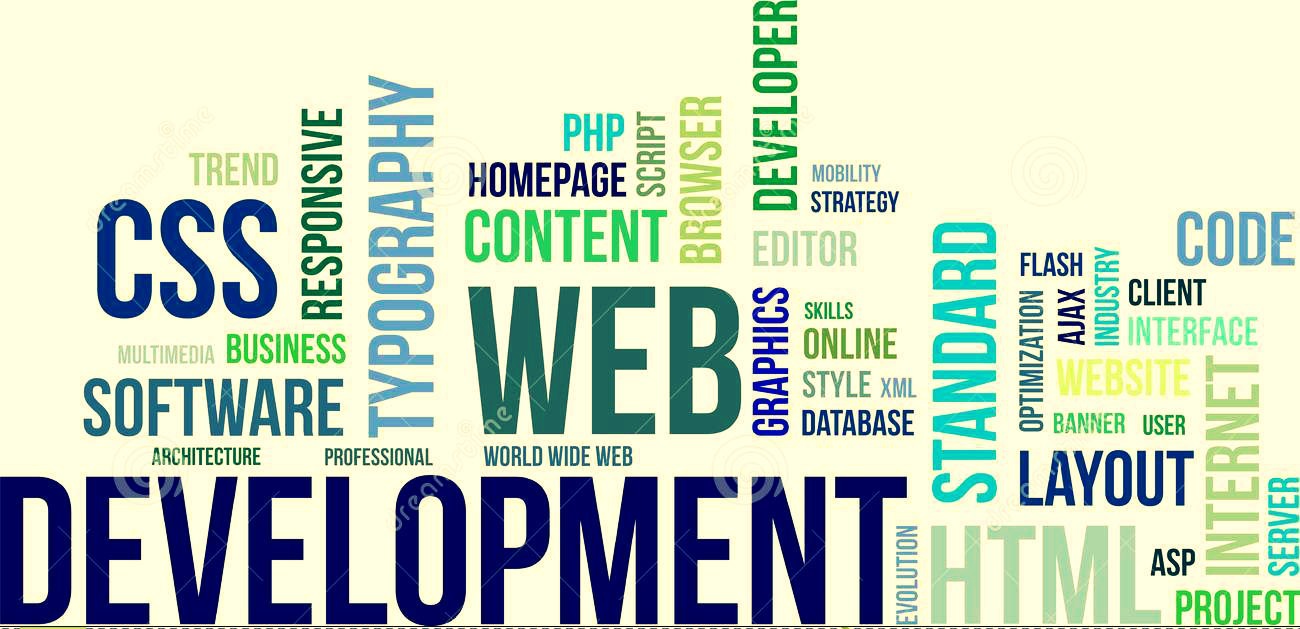 DEVELOPER
TYPOGRAPHY
RESPONSIVE
PHP
SCRIPT
BROWSER
TREND
HOMEPAGE
MOBILITY
STRATEGY
CSS
CONTENT
EDITOR
CODE
STANDARD
FLASH
INDUSTRY
WEB
GRAPHICS
SKILLS
OPTIMIZATION
AJAX
CLIENT
MULTIMEDIA
BUSINESS
ONLINE
INTERFACE
SOFTWARE
STYLE
XML
WEBSITE
INTERNET
DATABASE
BANNER
USER
ARCHITECTURE
PROFESSIONAL
WORLD WIDE WEB
LAYOUT
SERVER
DEVELOPMENT
EVOLUTION
HTML
ASP
PROJECT
dreamstime